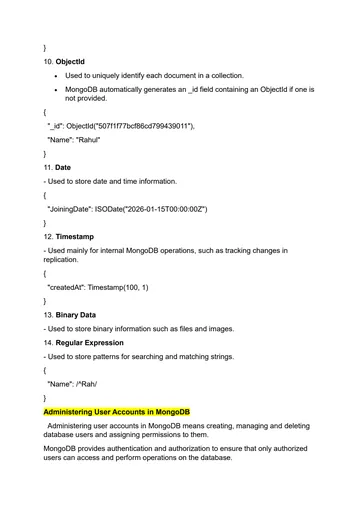 }
10. ObjectId
• Used to uniquely identify each document in a collection.
• MongoDB automatically generates an _id field containing an ObjectId if one is
not provided.
{
"_id": ObjectId("507f1f77bcf86cd799439011"),
"Name": "Rahul"
}
11. Date
- Used to store date and time information.
{
"JoiningDate": ISODate("2026-01-15T00:00:00Z")
}
12. Timestamp
- Used mainly for internal MongoDB operations, such as tracking changes in
replication.
{
"createdAt": Timestamp(100, 1)
}
13. Binary Data
- Used to store binary information such as files and images.
14. Regular Expression
- Used to store patterns for searching and matching strings.
{
"Name": /^Rah/
}
Administering User Accounts in MongoDB
Administering user accounts in MongoDB means creating, managing and deleting
database users and assigning permissions to them.
MongoDB provides authentication and authorization to ensure that only authorized
users can access and perform operations on the database.